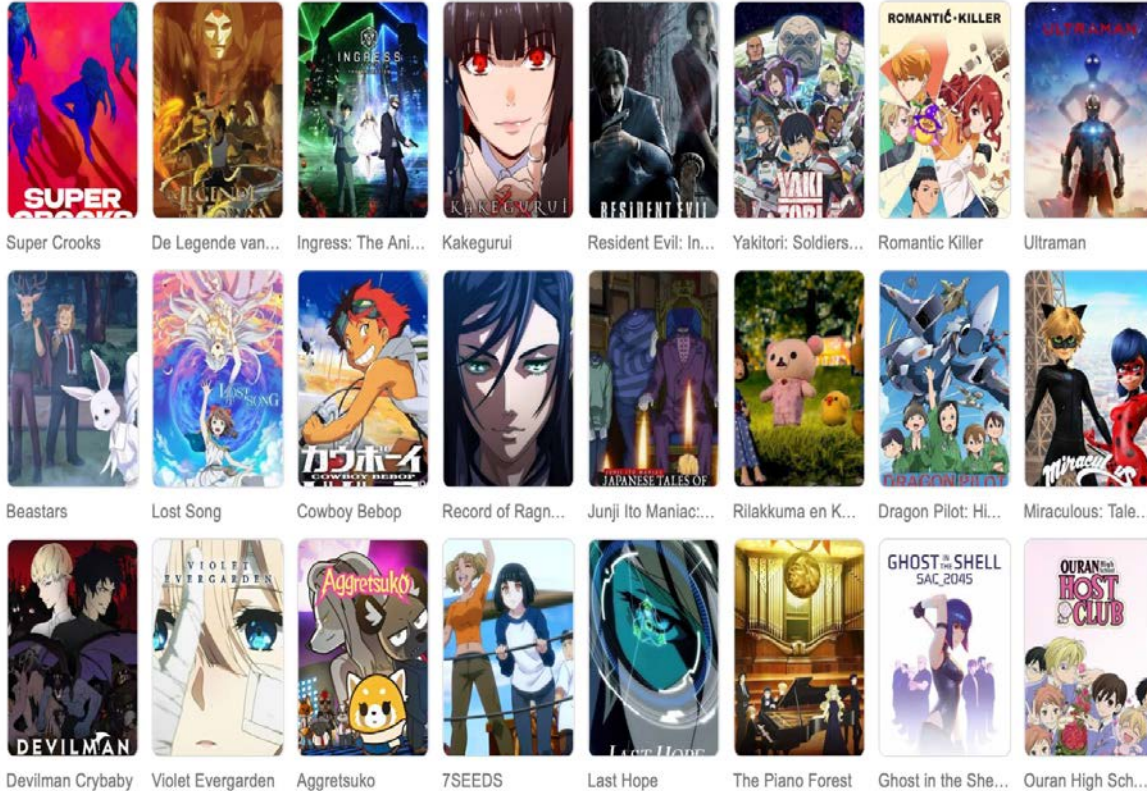 INGRESS
KAKEGURUI
RESIDENT EVIL
YAKI
TORI
ROMANTIC·KILLER
ULTRAMAN
SUPER
CROOKS
Super Crooks
De Legende van...
Ingress: The Ani...
Kakegurui
Resident Evil: In...
Yakitori: Soldiers...
Romantic Killer
Ultraman
LOST
SONG
カウボーイ
COWBOY BEBOP
JUNJI ITO MANIAC
JAPANESE TALES OF
DRAGON PILOT
Miraculous
Beastars
Lost Song
Cowboy Bebop
Record of Ragn...
Junji Ito Maniac:...
Rilakkuma en K...
Dragon Pilot: Hi...
Miraculous: Tale...
DEVILMAN
VIOLET
EVERGARDEN
Aggretsuko
LAST HOPE
GHOST IN THE SHELL
SAC_2045
OURAN High School
HOST
CLUB
Devilman Crybaby
Violet Evergarden
Aggretsuko
7SEEDS
Last Hope
The Piano Forest
Ghost in the She...
Ouran High Sch...